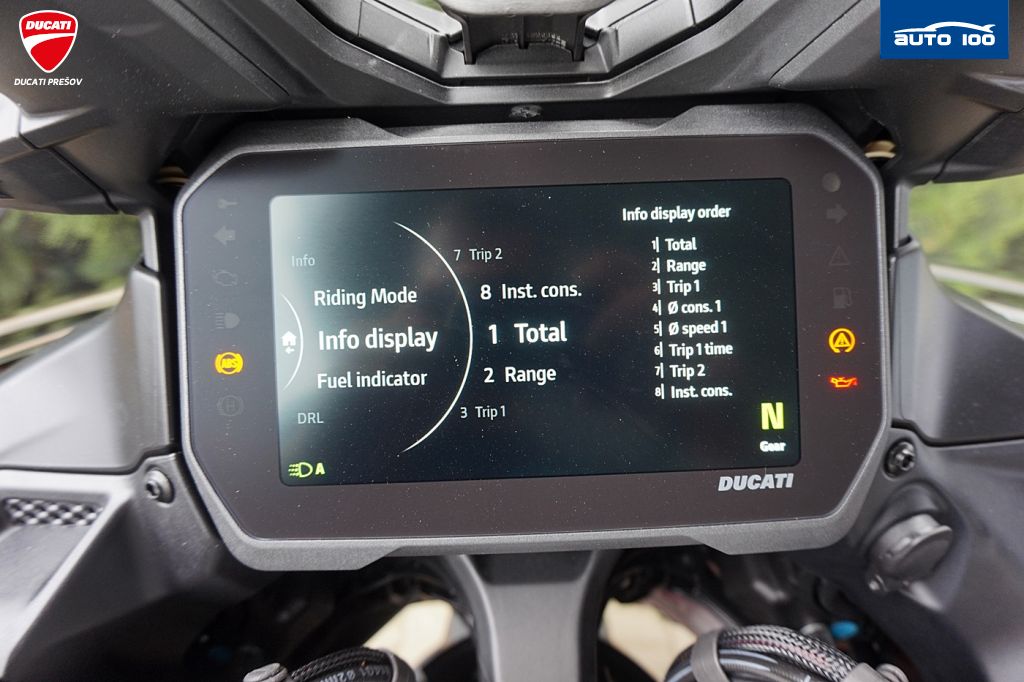 DUCATI
DUCATI PREŠOV
AUTO 100
Info display order
1 Total
2 Range
3 Trip 1
4 Ø cons. 1
5 Ø speed 1
6 Trip 1 time
7 Trip 2
8 Inst. cons.
Info
Riding Mode
Info display
Fuel indicator
DRL
7 Trip 2
8 Inst. cons.
1 Total
2 Range
3 Trip 1
ABS
A
N
Gear
DUCATI